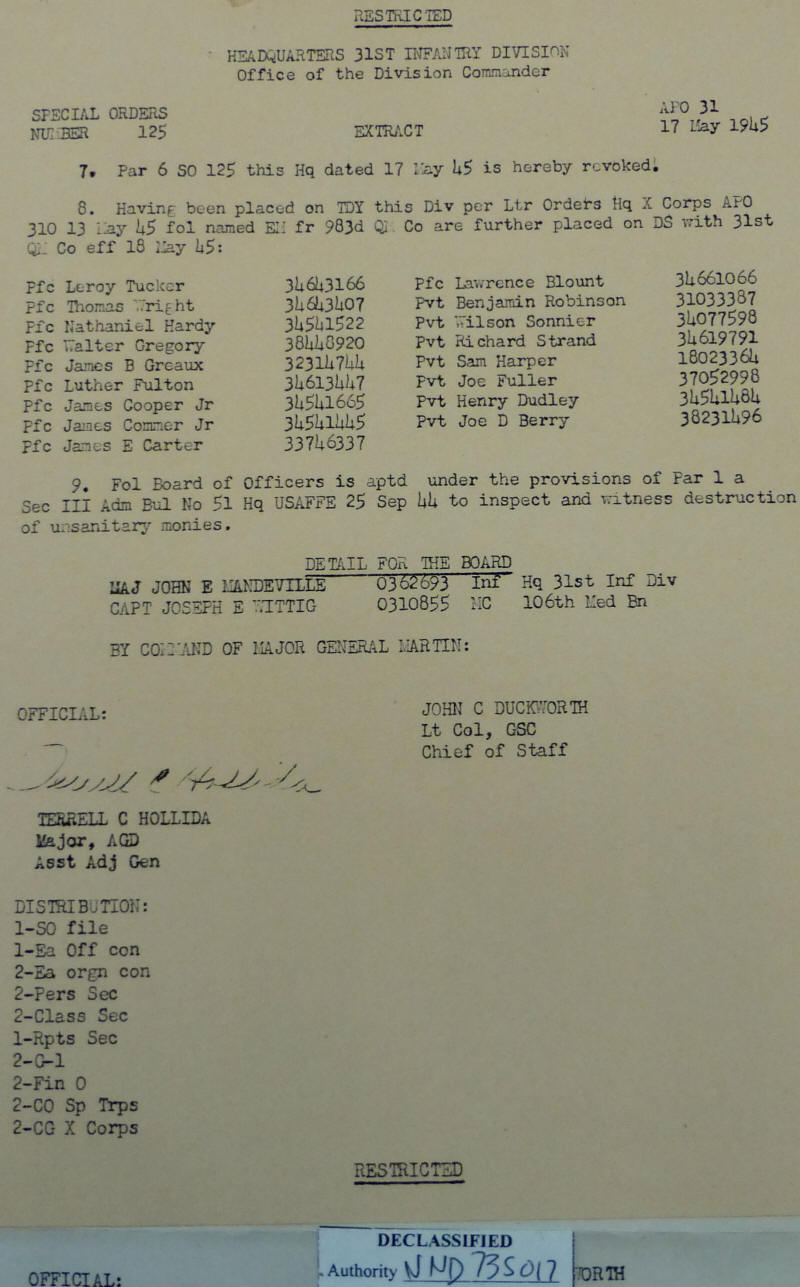 RESTRICTED
HEADQUARTERS 31ST INFANTRY DIVISION
Office of the Division Commander
SPECIAL ORDERS
NUMBER 125
EXTRACT
APO 31
17 May 1945
7. Par 6 SO 125 this Hq dated 17 May 45 is hereby revoked.
8. Having been placed on TDY this Div per Ltr Orders Hq X Corps APO
310 13 May 45 fol named EM fr 983d QM Co are further placed on DS with 31st
QM Co eff 18 May 45:
Pfc Leroy Tucker 34643166
Pfc Thomas Wright 34643407
Pfc Nathaniel Hardy 34541522
Pfc Walter Gregory 38448920
Pfc James B Greaux 32314744
Pfc Luther Fulton 34613447
Pfc James Cooper Jr 34541665
Pfc James Commer Jr 34541445
Pfc James E Carter 33746337
Pfc Lawrence Blount 34661066
Pvt Benjamin Robinson 31033387
Pvt Wilson Sonnier 34077598
Pvt Richard Strand 34619791
Pvt Sam Harper 18023364
Pvt Joe Fuller 37052998
Pvt Henry Dudley 34541484
Pvt Joe D Berry 38231496
9. Fol Board of Officers is aptd under the provisions of Par 1 a
Sec III Adm Bul No 51 Hq USAFFE 25 Sep 44 to inspect and witness destruction
of unsanitary monies.
DETAIL FOR THE BOARD
MAJ JOHN E MANDEVILLE 0362693 Inf Hq 31st Inf Div
CAPT JOSEPH E WITTIG 0310855 MC 106th Med Bn
BY COMMAND OF MAJOR GENERAL MARTIN:
OFFICIAL:
JOHN C DUCKWORTH
Lt Col, GSC
Chief of Staff
TERRELL C HOLLIDA
Major, AGD
Asst Adj Gen
DISTRIBUTION:
1-SO file
1-Ea Off con
2-Ea orgn con
2-Pers Sec
2-Class Sec
1-Rpts Sec
2-G-1
2-Fin O
2-CO Sp Trps
2-CG X Corps
RESTRICTED
DECLASSIFIED
Authority NND 735017
OFFICIAL:
WORTH